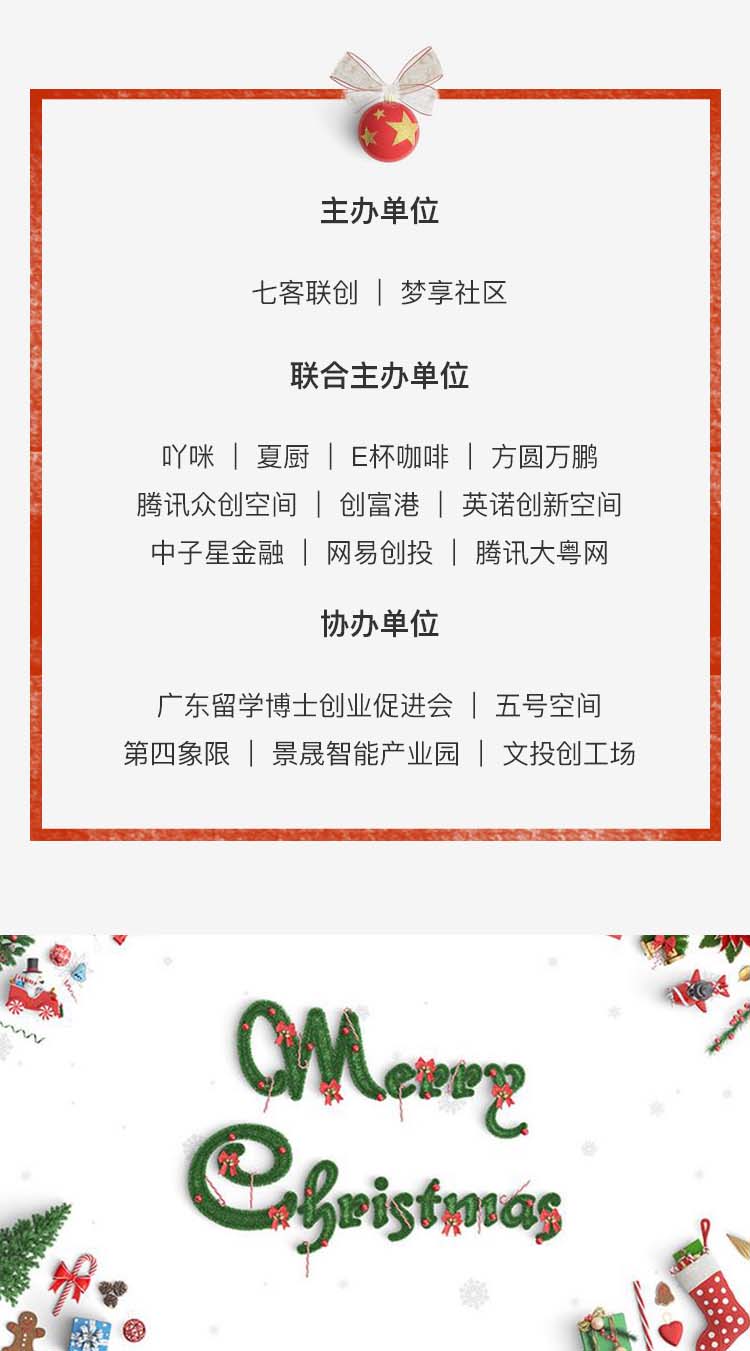 主办单位
七客联创 | 梦享社区
联合主办单位
吖咪 | 夏厨 | E杯咖啡 | 方圆万鹏
腾讯众创空间 | 创富港 | 英诺创新空间
中子星金融 | 网易创投 | 腾讯大粤网
协办单位
广东留学博士创业促进会 | 五号空间
第四象限 | 景晟智能产业园 | 文投创工场
Merry
Christmas